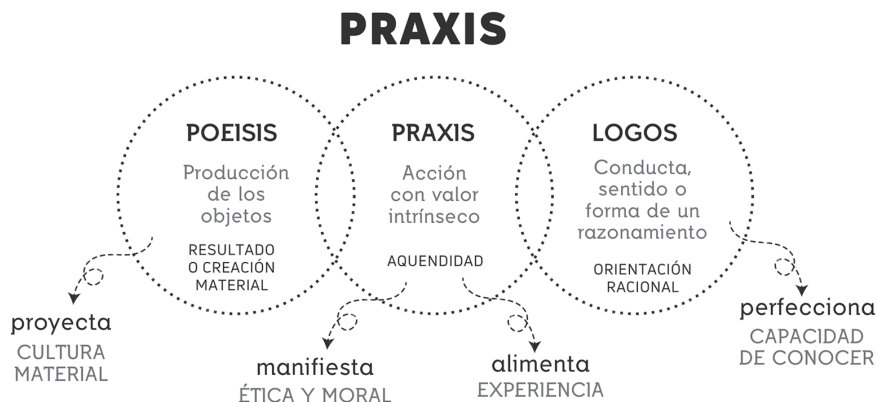 PRAXIS
POEISIS
Producción
de los
objetos
RESULTADO
O CREACIÓN
MATERIAL
PRAXIS
Acción
con valor
intrínseco
AQUENDIDAD
LOGOS
Conducta,
sentido o
forma de un
razonamiento
ORIENTACIÓN
RACIONAL
proyecta
CULTURA
MATERIAL
manifiesta
ÉTICA Y MORAL
alimenta
EXPERIENCIA
perfecciona
CAPACIDAD
DE CONOCER